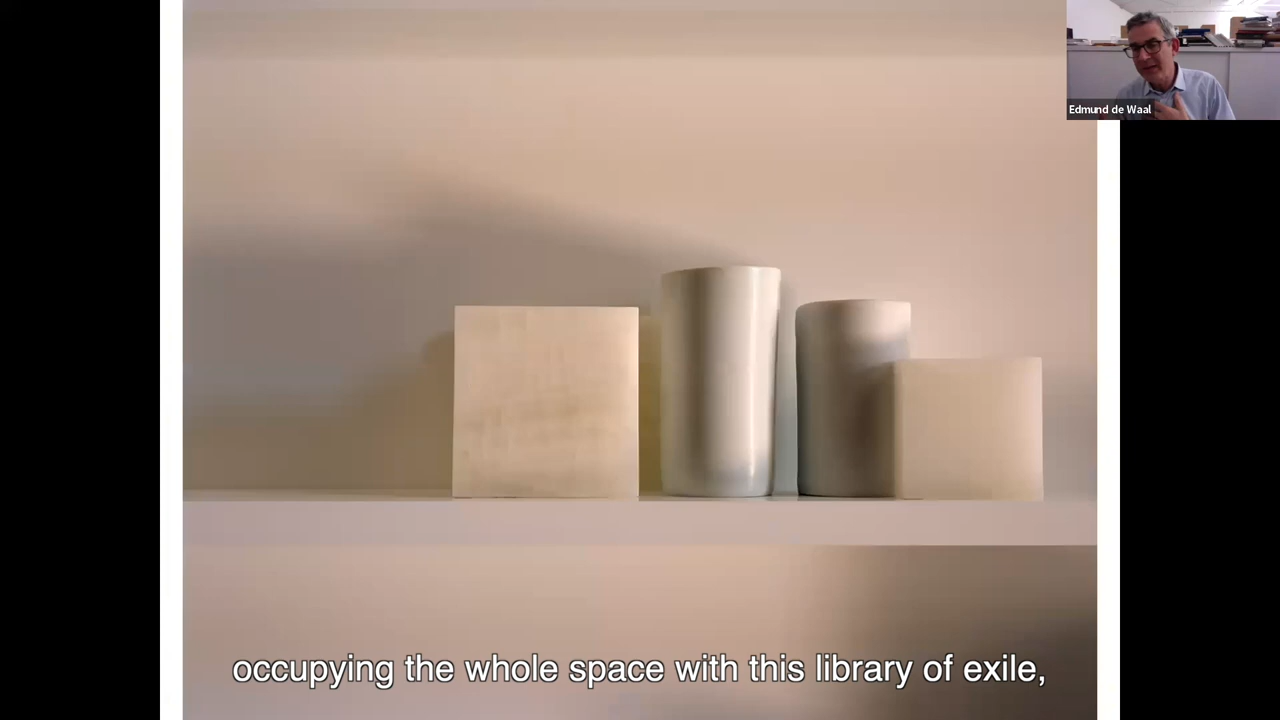 Edmund de Waal
occupying the whole space with this library of exile,